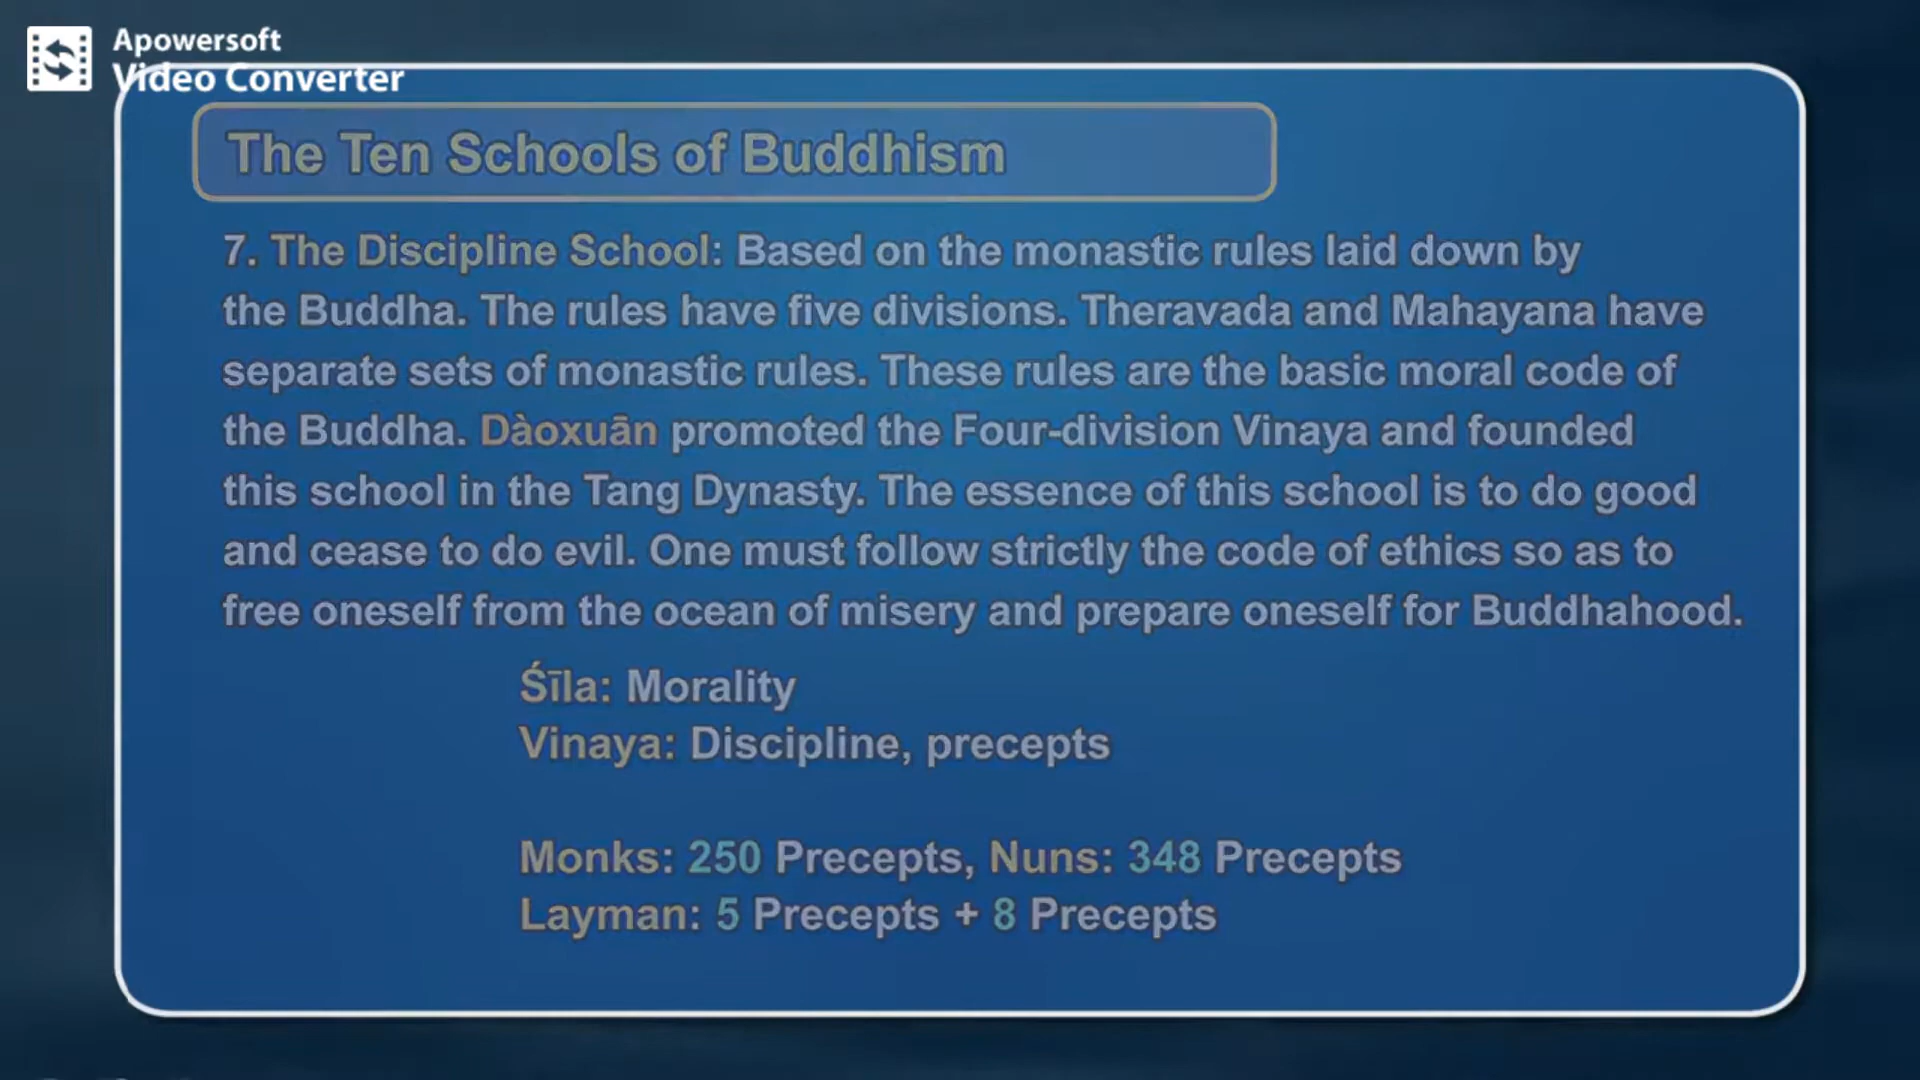 Apowersoft
Video Converter
The Ten Schools of Buddhism
7. The Discipline School: Based on the monastic rules laid down by
the Buddha. The rules have five divisions. Theravada and Mahayana have
separate sets of monastic rules. These rules are the basic moral code of
the Buddha. Dàoxuān promoted the Four-division Vinaya and founded
this school in the Tang Dynasty. The essence of this school is to do good
and cease to do evil. One must follow strictly the code of ethics so as to
free oneself from the ocean of misery and prepare oneself for Buddhahood.
Śīla: Morality
Vinaya: Discipline, precepts
Monks: 250 Precepts, Nuns: 348 Precepts
Layman: 5 Precepts + 8 Precepts